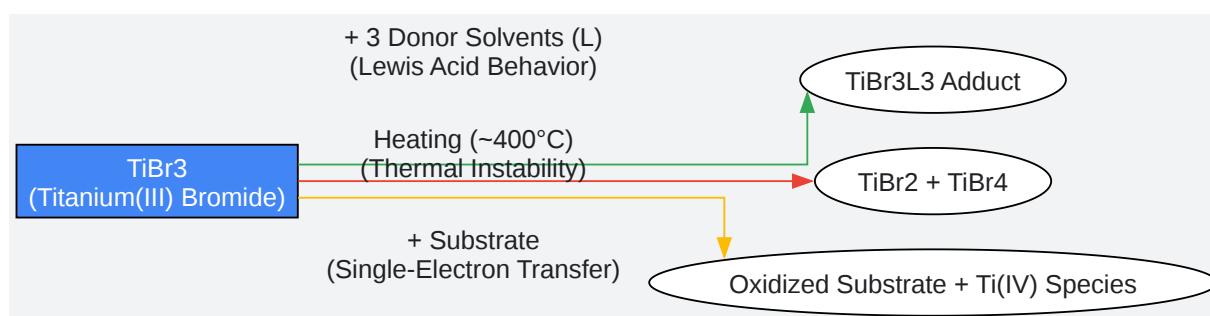 + 3 Donor Solvents (L)
(Lewis Acid Behavior)
TiBr3L3 Adduct
Heating (~400°C)
(Thermal Instability)
TiBr3
(Titanium(III) Bromide)
TiBr2 + TiBr4
+ Substrate
(Single-Electron Transfer)
Oxidized Substrate + Ti(IV) Species